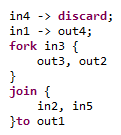 in4 -> discard;
in1 -> out4;
fork in3 {
    out3, out2
}
join {
    in2, in5
}to out1